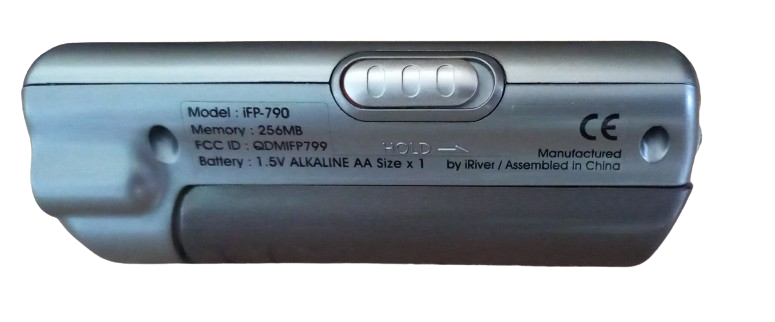 Model : iFP-790
Memory : 256MB
FCC ID : QDMIFP799
Battery : 1.5V ALKALINE AA Size x 1
HOLD →
CE
Manufactured
by iRiver / Assembled in China